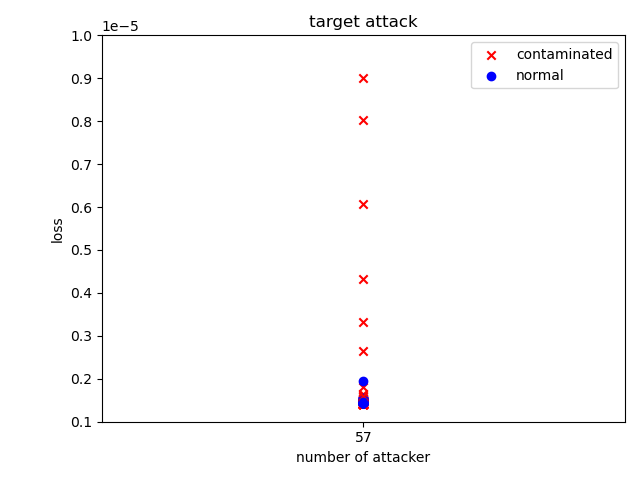 target attack
1e−5
contaminated
normal
1.0
0.9
0.8
0.7
0.6
0.5
0.4
0.3
0.2
0.1
loss
57
number of attacker